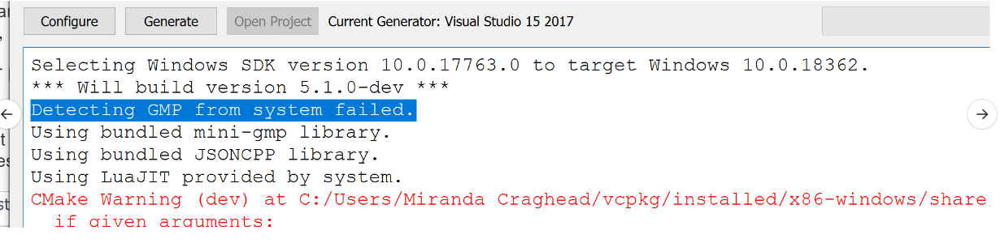 Configure Generate Open Project Current Generator: Visual Studio 15 2017
Selecting Windows SDK version 10.0.17763.0 to target Windows 10.0.18362.
*** Will build version 5.1.0-dev ***
Detecting GMP from system failed.
Using bundled mini-gmp library.
Using bundled JSONCPP library.
Using LuaJIT provided by system.
CMake Warning (dev) at C:/Users/Miranda Craghead/vcpkg/installed/x86-windows/share
if given arguments: